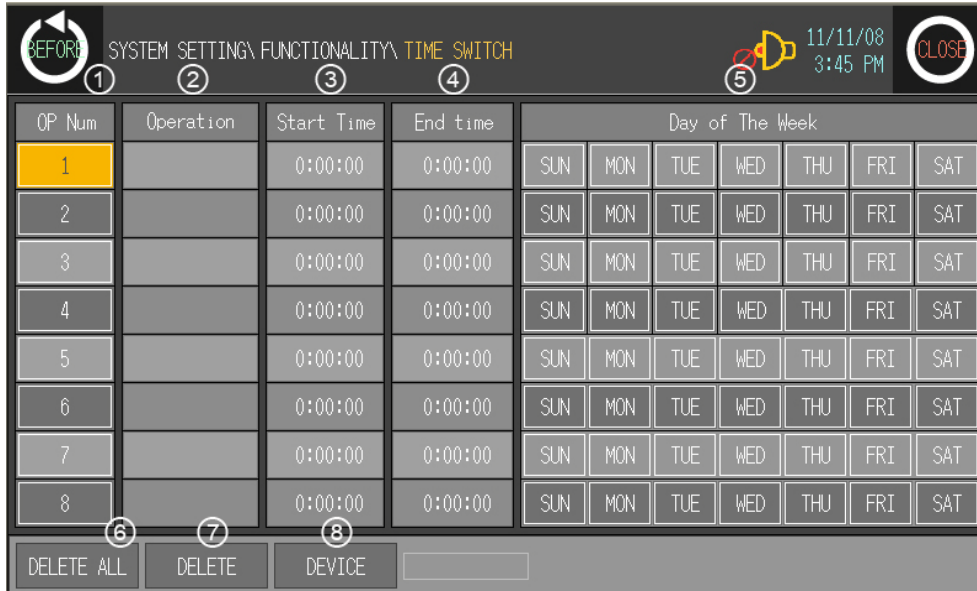 BEFORE SYSTEM SETTING\ FUNCTIONALITY\ TIME SWITCH 11/11/08 CLOSE
3:45 PM
① ② ③ ④ ⑤
OP Num Operation Start Time End time Day of The Week
1 0:00:00 0:00:00 SUN MON TUE WED THU FRI SAT
2 0:00:00 0:00:00 SUN MON TUE WED THU FRI SAT
3 0:00:00 0:00:00 SUN MON TUE WED THU FRI SAT
4 0:00:00 0:00:00 SUN MON TUE WED THU FRI SAT
5 0:00:00 0:00:00 SUN MON TUE WED THU FRI SAT
6 0:00:00 0:00:00 SUN MON TUE WED THU FRI SAT
7 0:00:00 0:00:00 SUN MON TUE WED THU FRI SAT
8 0:00:00 0:00:00 SUN MON TUE WED THU FRI SAT
⑥ ⑦ ⑧
DELETE ALL DELETE DEVICE